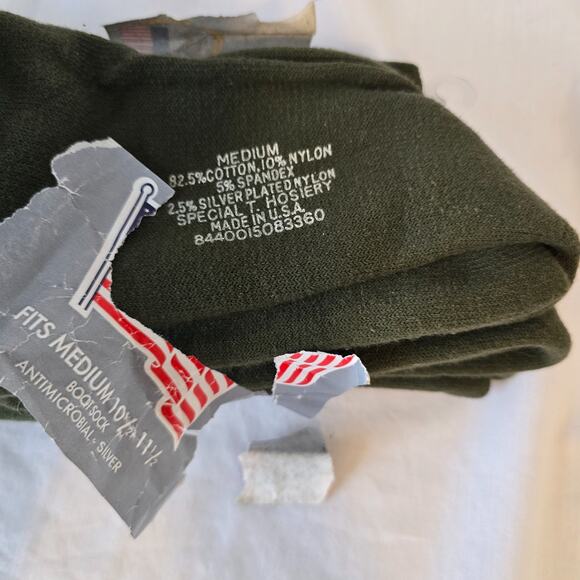 MEDIUM
82.5%COTTON, 10% NYLON
5% SPANDEX
2.5% SILVER PLATED NYLON
SPECIAL T. HOSIERY
MADE IN U.S.A.
8440015083360
FITS MEDIUM 10½-11½
BOOT SOCK
ANTIMICROBIAL - SILVER